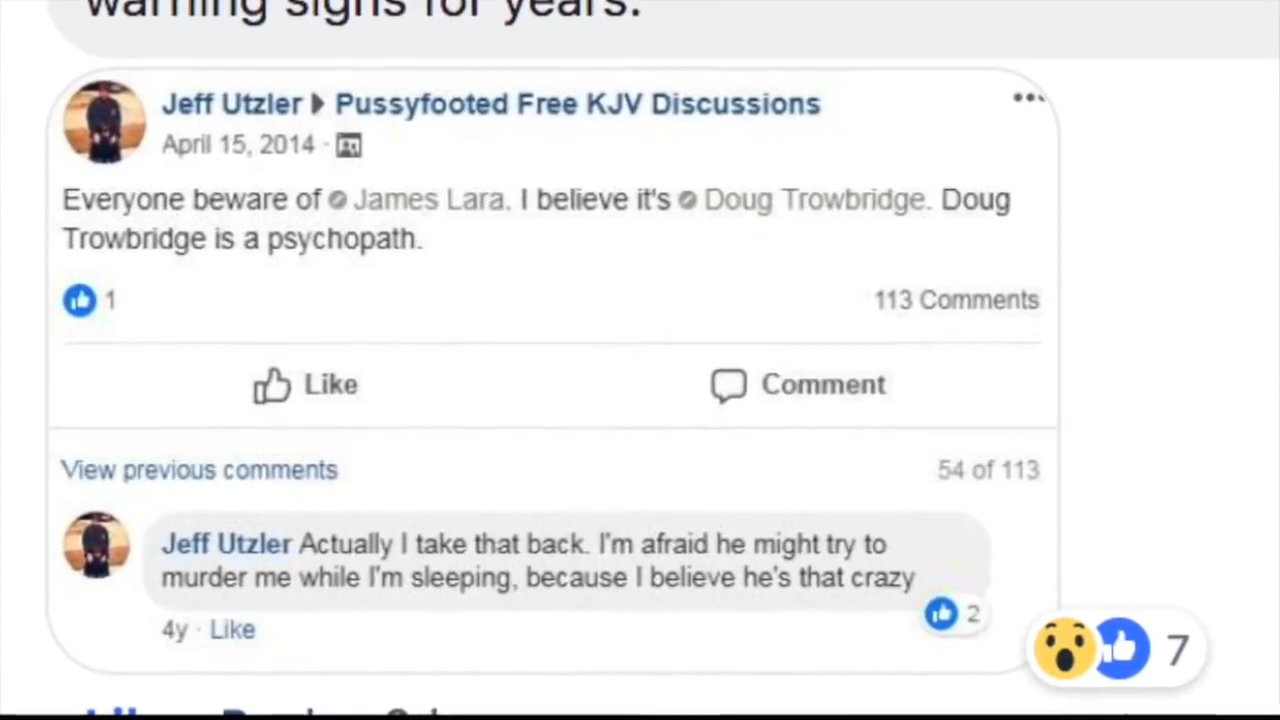 warning signs for years.
Jeff Utzler ▶ Pussyfooted Free KJV Discussions
April 15, 2014 ·
Everyone beware of James Lara. I believe it's Doug Trowbridge. Doug
Trowbridge is a psychopath.
1
113 Comments
Like
Comment
View previous comments
54 of 113
Jeff Utzler Actually I take that back. I'm afraid he might try to
murder me while I'm sleeping, because I believe he's that crazy
2
4y · Like
7